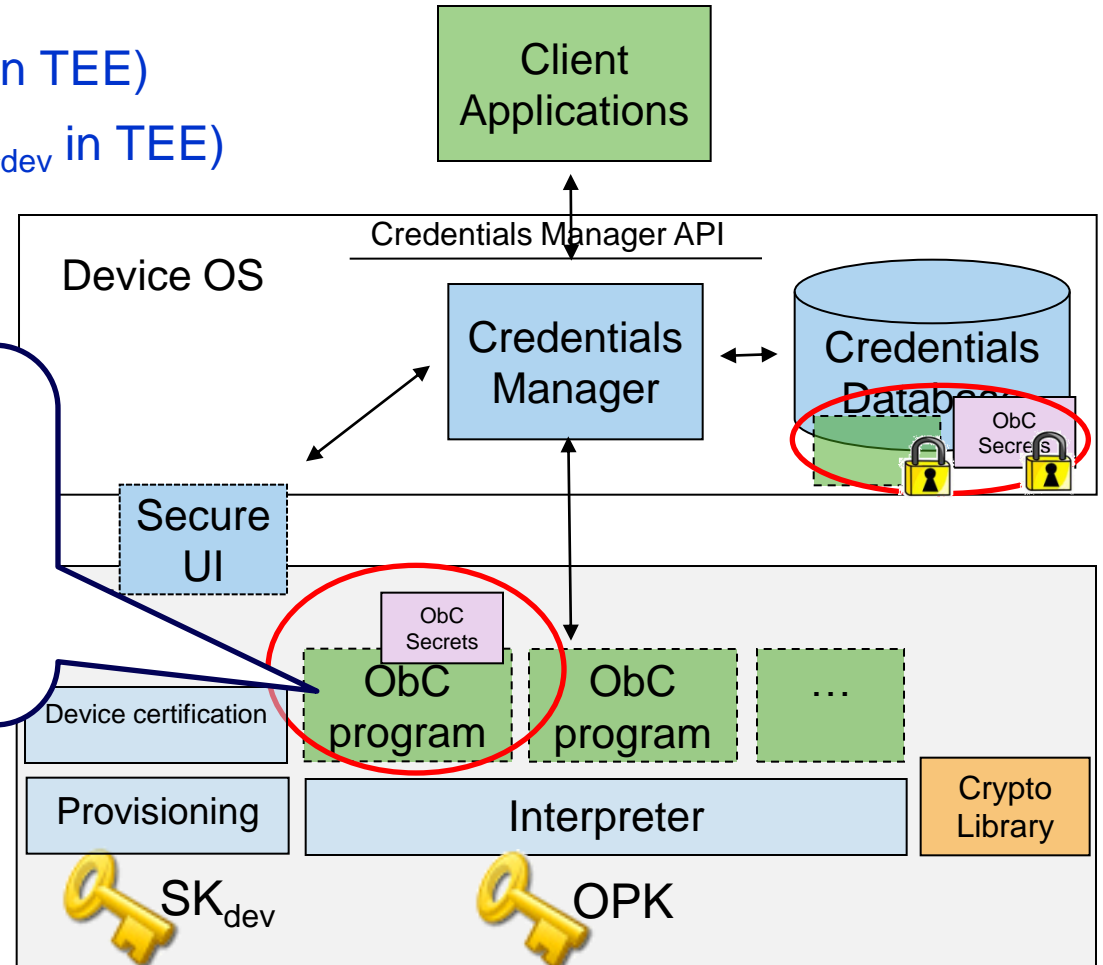 n TEE)
dev in TEE)
Client
Applications
Credentials Manager API
Device OS
Credentials
Manager
Credentials
Database
ObC
Secrets
Secure
UI
ObC
Secrets
ObC
program
ObC
program
...
Device certification
Provisioning
Interpreter
Crypto
Library
SKdev
OPK